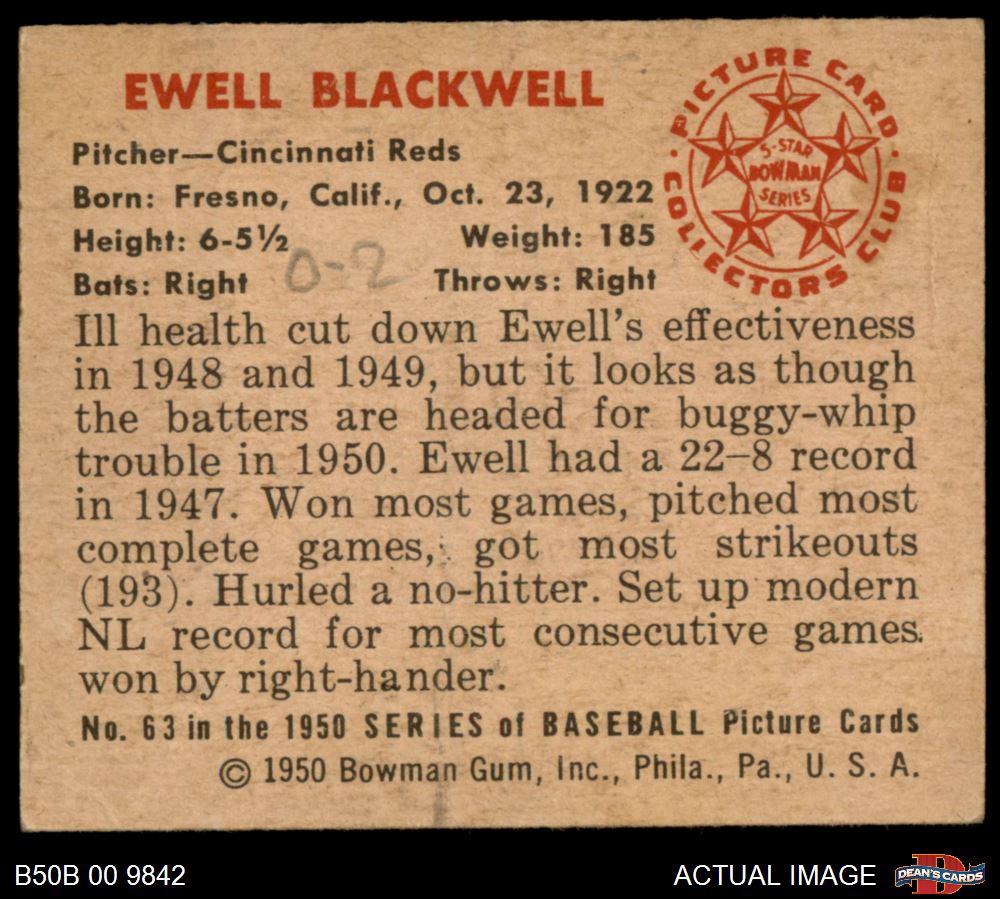 EWELL BLACKWELL
Pitcher—Cincinnati Reds
Born: Fresno, Calif., Oct. 23, 1922
Height: 6-5½ Weight: 185
0-2
Bats: Right Throws: Right
PICTURE CARD COLLECTORS CLUB
5-STAR
BOWMAN
SERIES
Ill health cut down Ewell's effectiveness
in 1948 and 1949, but it looks as though
the batters are headed for buggy-whip
trouble in 1950. Ewell had a 22-8 record
in 1947. Won most games, pitched most
complete games, got most strikeouts
(193). Hurled a no-hitter. Set up modern
NL record for most consecutive games
won by right-hander.
No. 63 in the 1950 SERIES of BASEBALL Picture Cards
© 1950 Bowman Gum, Inc., Phila., Pa., U. S. A.
B50B 00 9842 ACTUAL IMAGE
D
DEAN'S CARDS